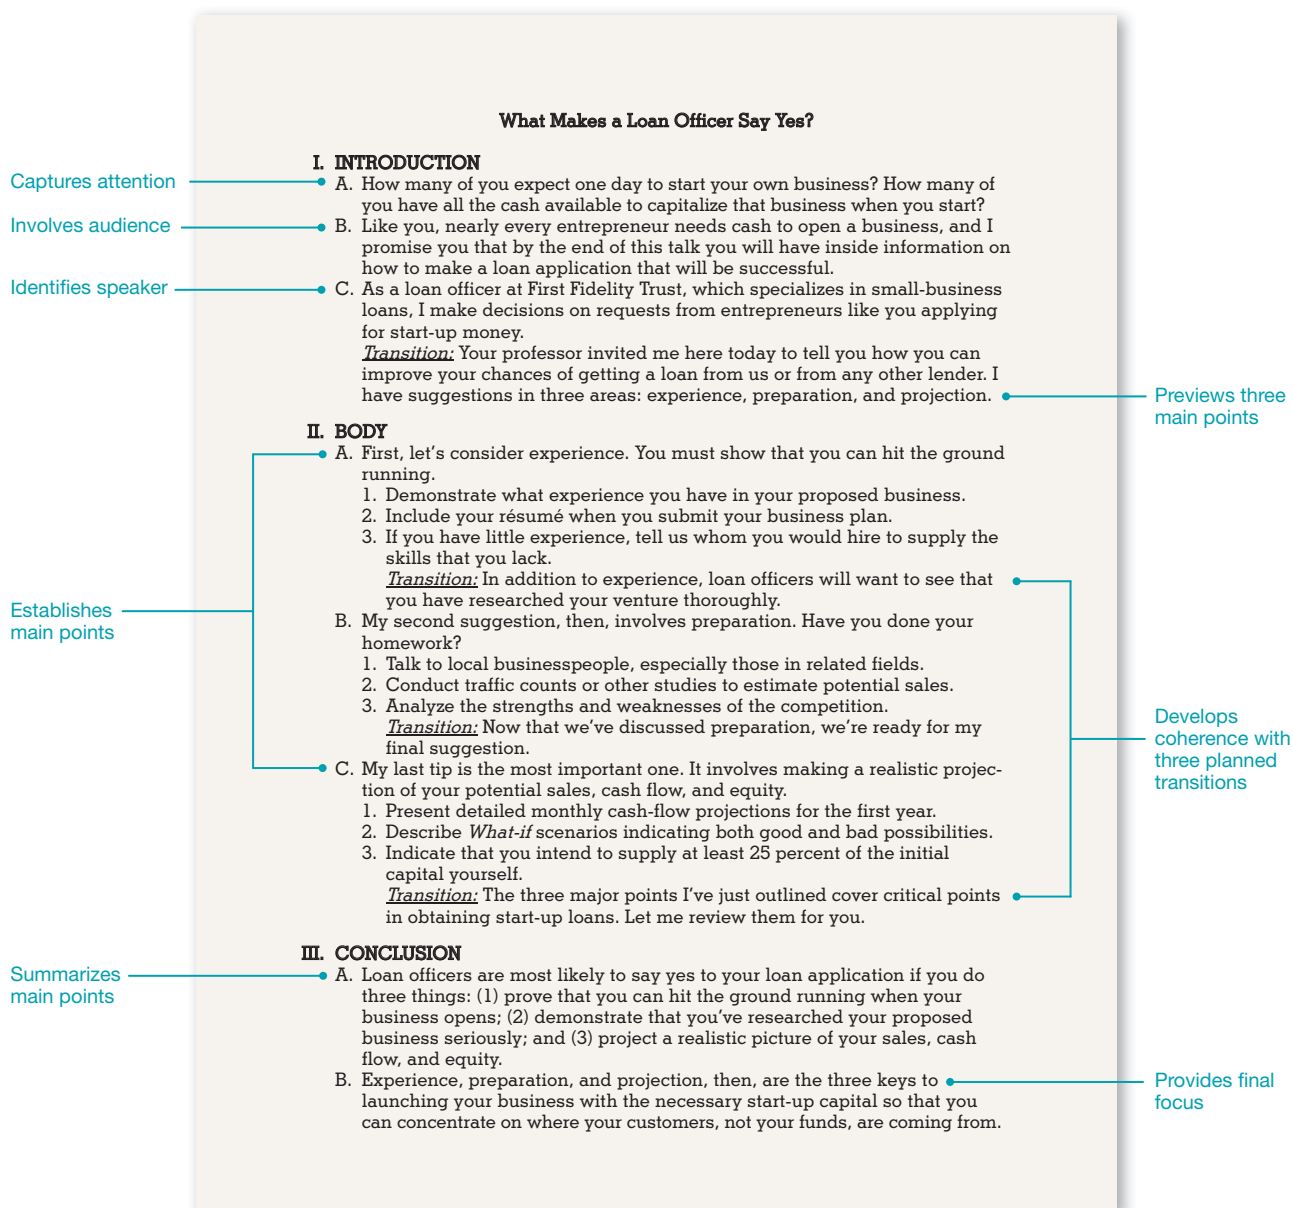 What Makes a Loan Officer Say Yes?
I. INTRODUCTION
Captures attention
A. How many of you expect one day to start your own business? How many of
you have all the cash available to capitalize that business when you start?
Involves audience
B. Like you, nearly every entrepreneur needs cash to open a business, and I
promise you that by the end of this talk you will have inside information on
how to make a loan application that will be successful.
Identifies speaker
C. As a loan officer at First Fidelity Trust, which specializes in small-business
loans, I make decisions on requests from entrepreneurs like you applying
for start-up money.
Transition: Your professor invited me here today to tell you how you can
improve your chances of getting a loan from us or from any other lender. I
have suggestions in three areas: experience, preparation, and projection.
Previews three
main points
II. BODY
A. First, let's consider experience. You must show that you can hit the ground
running.
1. Demonstrate what experience you have in your proposed business.
2. Include your résumé when you submit your business plan.
3. If you have little experience, tell us whom you would hire to supply the
skills that you lack.
Transition: In addition to experience, loan officers will want to see that
you have researched your venture thoroughly.
Establishes
main points
B. My second suggestion, then, involves preparation. Have you done your
homework?
1. Talk to local businesspeople, especially those in related fields.
2. Conduct traffic counts or other studies to estimate potential sales.
3. Analyze the strengths and weaknesses of the competition.
Transition: Now that we've discussed preparation, we're ready for my
final suggestion.
Develops
coherence with
three planned
transitions
C. My last tip is the most important one. It involves making a realistic projec-
tion of your potential sales, cash flow, and equity.
1. Present detailed monthly cash-flow projections for the first year.
2. Describe What-if scenarios indicating both good and bad possibilities.
3. Indicate that you intend to supply at least 25 percent of the initial
capital yourself.
Transition: The three major points I've just outlined cover critical points
in obtaining start-up loans. Let me review them for you.
III. CONCLUSION
Summarizes
main points
A. Loan officers are most likely to say yes to your loan application if you do
three things: (1) prove that you can hit the ground running when your
business opens; (2) demonstrate that you've researched your proposed
business seriously; and (3) project a realistic picture of your sales, cash
flow, and equity.
B. Experience, preparation, and projection, then, are the three keys to
launching your business with the necessary start-up capital so that you
can concentrate on where your customers, not your funds, are coming from.
Provides final
focus